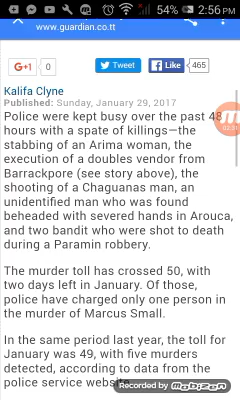 54% 2:56PM
www.guardian.co.tt
G+1 0 Tweet Like 465
Kalifa Clyne
Published: Sunday, January 29, 2017
Police were kept busy over the past 48
hours with a spate of killings—the
stabbing of an Arima woman, the
execution of a doubles vendor from
Barrackpore (see story above), the
shooting of a Chaguanas man, an
unidentified man who was found
beheaded with severed hands in Arouca,
and two bandit who were shot to death
during a Paramin robbery.
The murder toll has crossed 50, with
two days left in January. Of those,
police have charged only one person in
the murder of Marcus Small.
In the same period last year, the toll for
January was 49, with five murders
detected, according to data from the
police service website.
Recorded by Mobizen